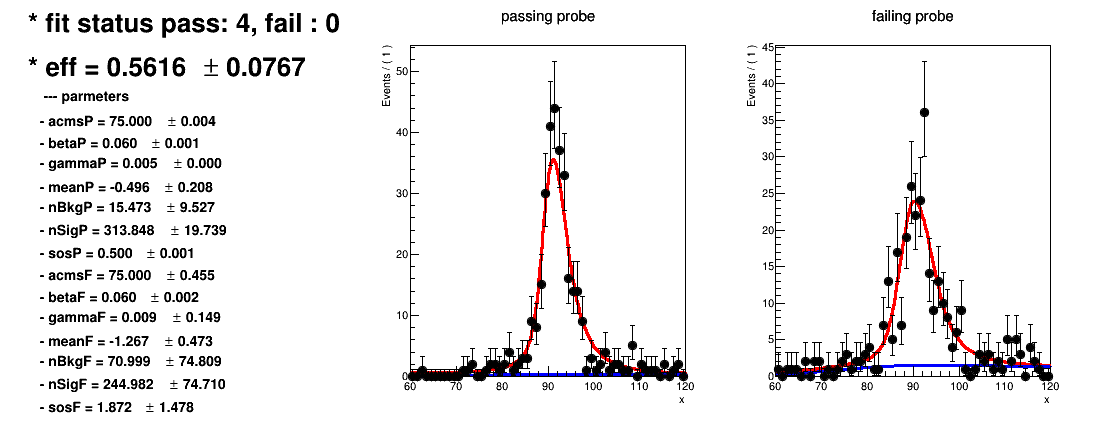 * fit status pass: 4, fail : 0
* eff = 0.5616 ± 0.0767
--- parmeters
- acmsP = 75.000 ± 0.004
- betaP = 0.060 ± 0.001
- gammaP = 0.005 ± 0.000
- meanP = -0.496 ± 0.208
- nBkgP = 15.473 ± 9.527
- nSigP = 313.848 ± 19.739
- sosP = 0.500 ± 0.001
- acmsF = 75.000 ± 0.455
- betaF = 0.060 ± 0.002
- gammaF = 0.009 ± 0.149
- meanF = -1.267 ± 0.473
- nBkgF = 70.999 ± 74.809
- nSigF = 244.982 ± 74.710
- sosF = 1.872 ± 1.478
passing probe
Events / ( 1 )
50
40
30
20
10
0
60 70 80 90 100 110 120
x
failing probe
Events / ( 1 )
45
40
35
30
25
20
15
10
5
0
60 70 80 90 100 110 120
x